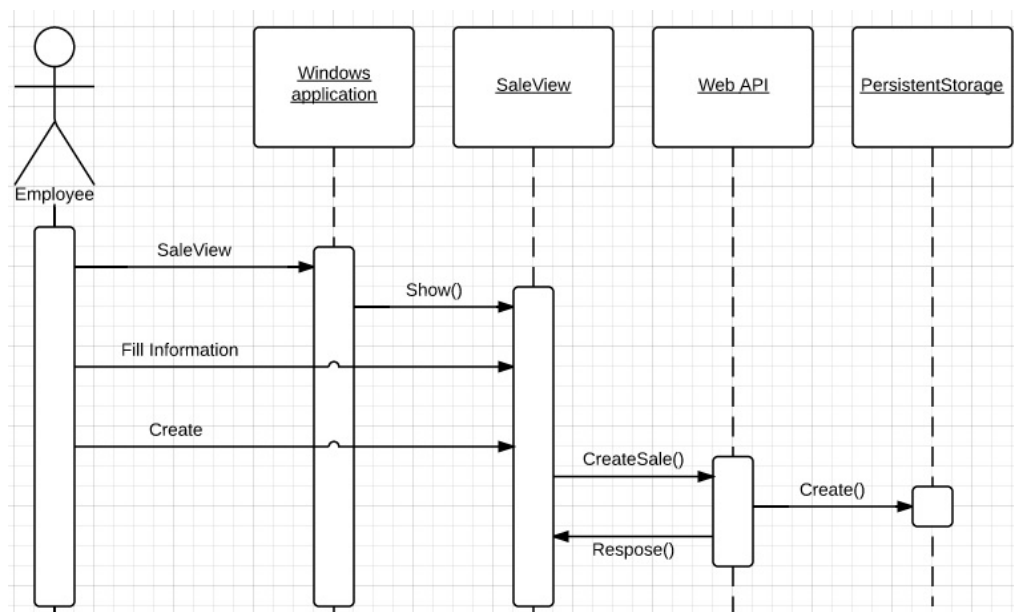 Windows
application
SaleView
Web API
PersistentStorage
Employee
SaleView
Show()
Fill Information
Create
CreateSale()
Create()
Respose()